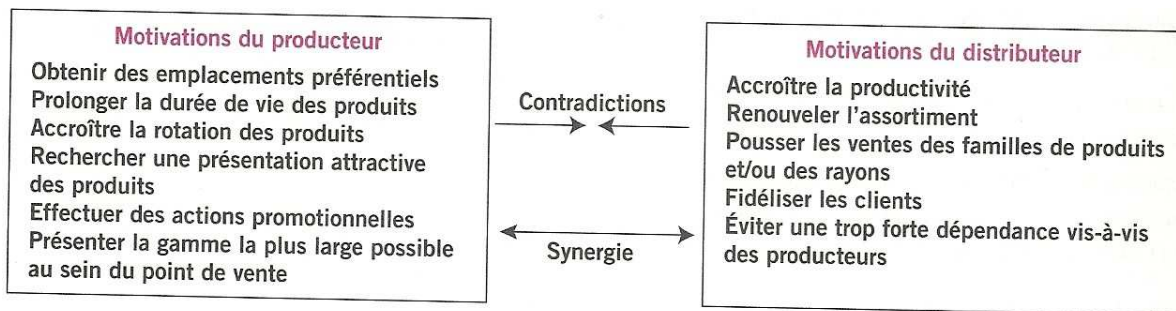 Motivations du producteur
Obtenir des emplacements préférentiels
Prolonger la durée de vie des produits
Accroître la rotation des produits
Rechercher une présentation attractive
des produits
Effectuer des actions promotionnelles
Présenter la gamme la plus large possible
au sein du point de vente
Contradictions
Synergie
Motivations du distributeur
Accroître la productivité
Renouveler l'assortiment
Pousser les ventes des familles de produits
et/ou des rayons
Fidéliser les clients
Éviter une trop forte dépendance vis-à-vis
des producteurs